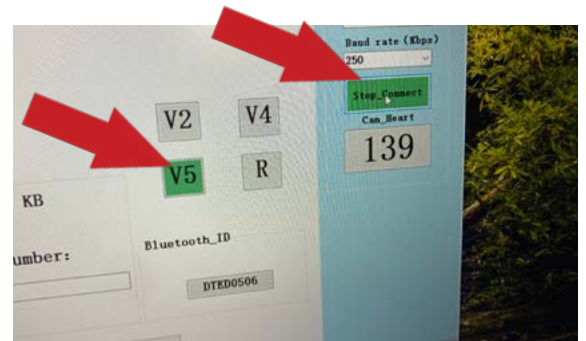 Baud rate (Kbps)
250
Stop_Connect
Can_Heart
139
V2
V4
V5
R
KB
umber:
Bluetooth_ID
DTED0506